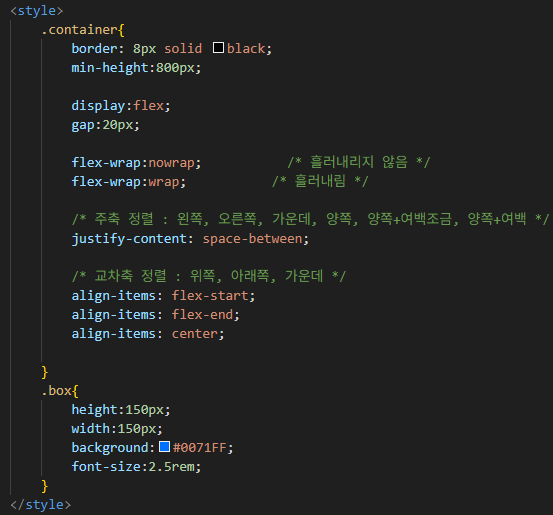 <style>
.container{
border: 8px solid black;
min-height:800px;
display:flex;
gap:20px;
flex-wrap:nowrap; /* 흘러내리지 않음 */
flex-wrap:wrap; /* 흘러내림 */
/* 주축 정렬 : 왼쪽, 오른쪽, 가운데, 양쪽, 양쪽+여백조금, 양쪽+여백 */
justify-content: space-between;
/* 교차축 정렬 : 위쪽, 아래쪽, 가운데 */
align-items: flex-start;
align-items: flex-end;
align-items: center;
}
.box{
height:150px;
width:150px;
background:#0071FF;
font-size:2.5rem;
}
</style>